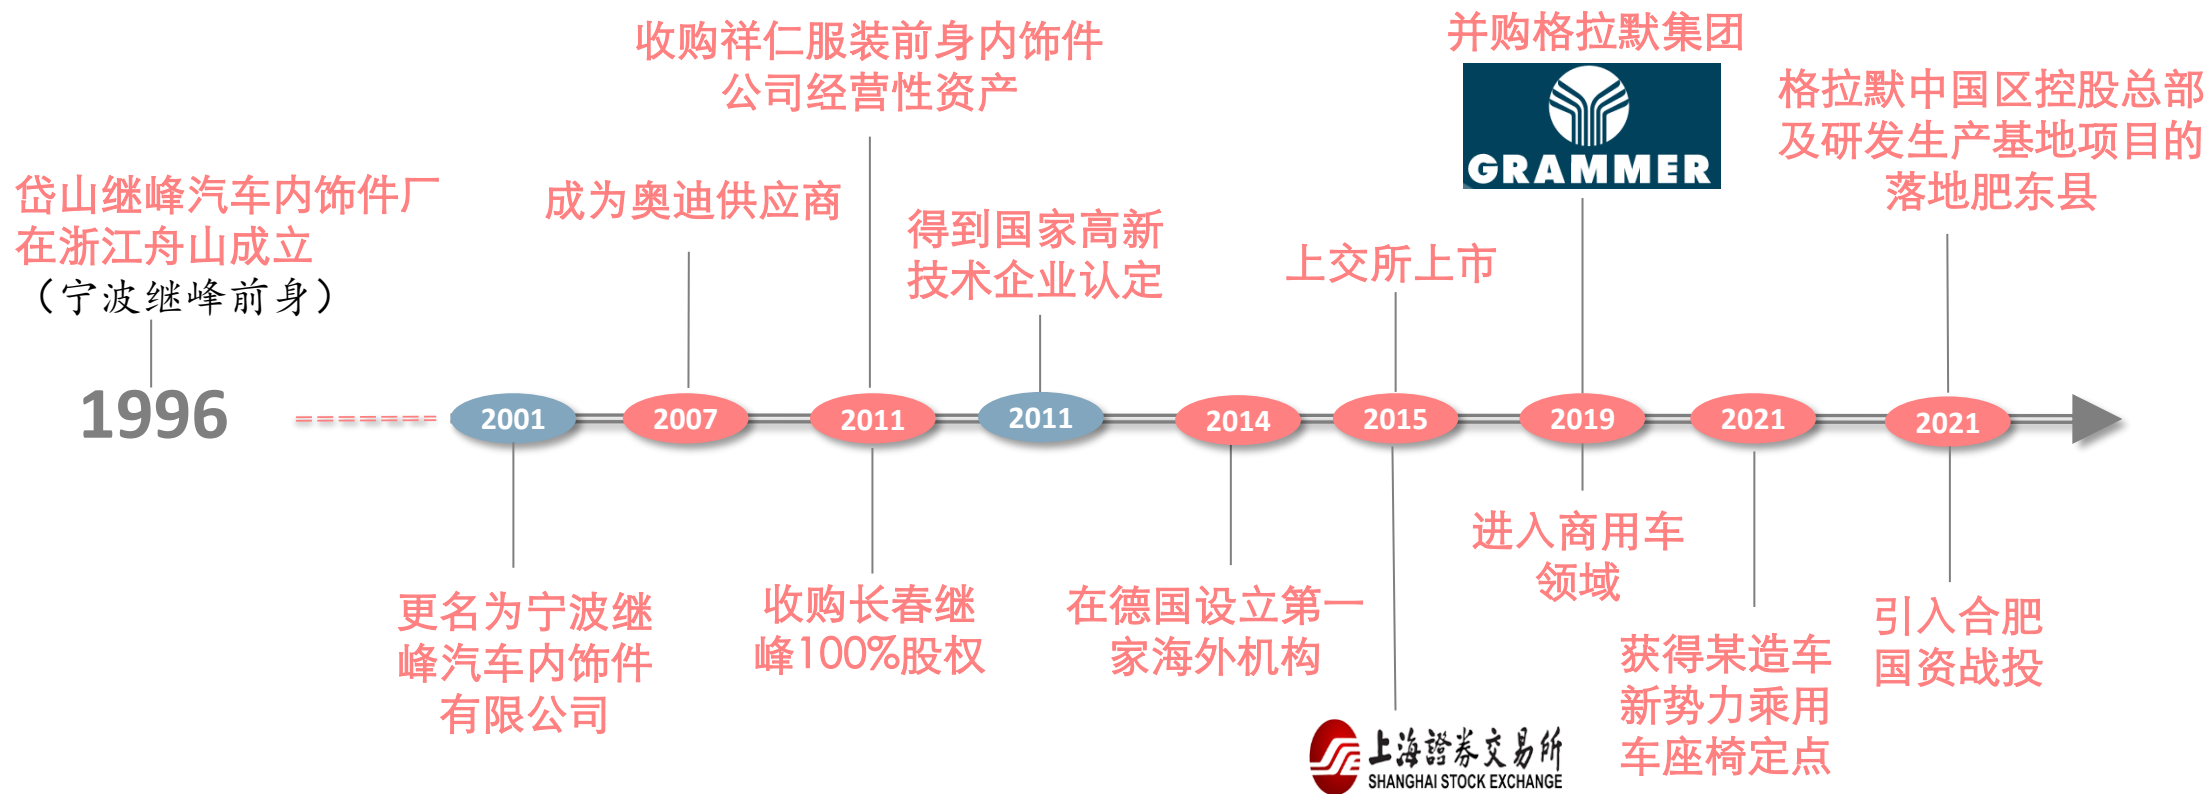 收购祥仁服装前身内饰件
公司经营性资产
并购格拉默集团
GRAMMER
格拉默中国区控股总部
及研发生产基地项目的
落地肥东县
岱山继峰汽车内饰件厂
在浙江舟山成立
（宁波继峰前身）
成为奥迪供应商
得到国家高新
技术企业认定
上交所上市
1996
2001
2007
2011
2011
2014
2015
2019
2021
2021
更名为宁波继
峰汽车内饰件
有限公司
收购长春继
峰100%股权
在德国设立第一
家海外机构
上海證券交易所
SHANGHAI STOCK EXCHANGE
进入商用车
领域
获得某造车
新势力乘用
车座椅定点
引入合肥
国资战投